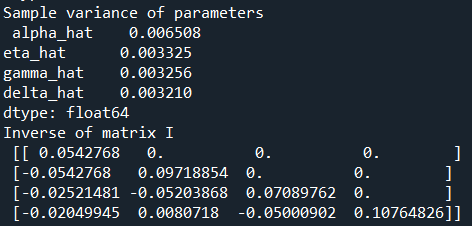 Sample variance of parameters
alpha_hat 0.006508
eta_hat 0.003325
gamma_hat 0.003256
delta_hat 0.003210
dtype: float64
Inverse of matrix I
[[ 0.0542768 0. 0. 0. ]
[-0.0542768 0.09718854 0. 0. ]
[-0.02521481 -0.05203868 0.07089762 0. ]
[-0.02049945 0.0080718 -0.05000902 0.10764826]]